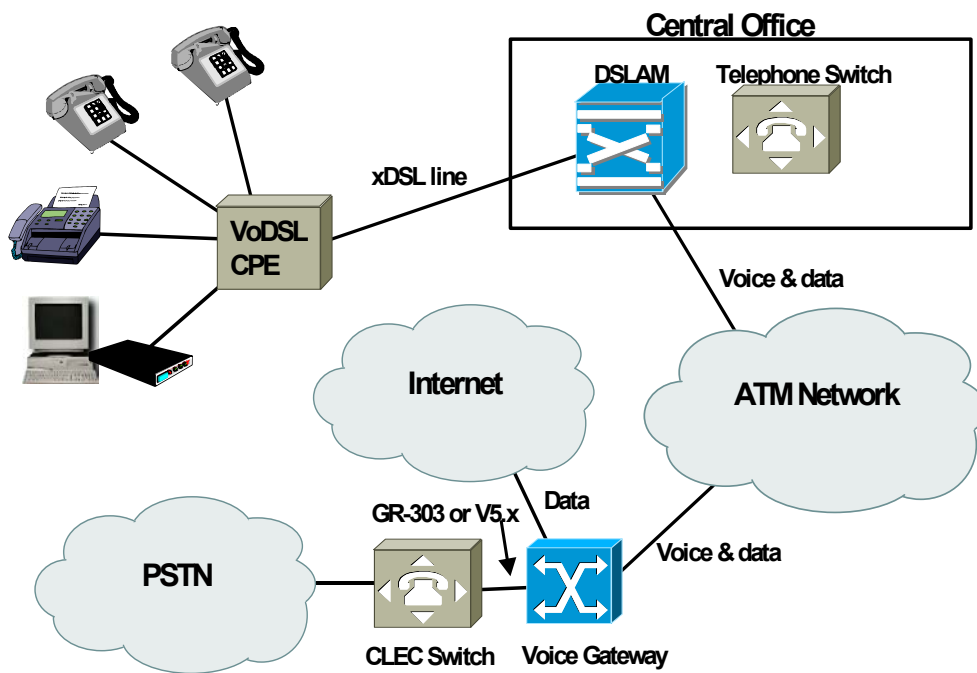 Central Office
DSLAM
Telephone Switch
xDSL line
VoDSL
CPE
Voice & data
Internet
ATM Network
Data
GR-303 or V5.x
Voice & data
PSTN
CLEC Switch
Voice Gateway